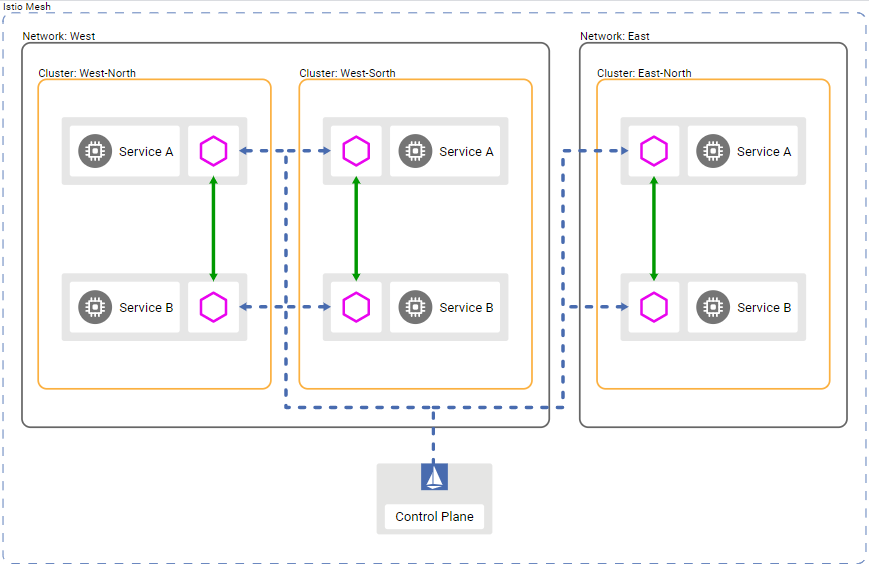 Istio Mesh
Network: West
Network: East
Cluster: West-North
Cluster: West-Sorth
Cluster: East-North
Service A
Service A
Service A
Service B
Service B
Service B
Control Plane